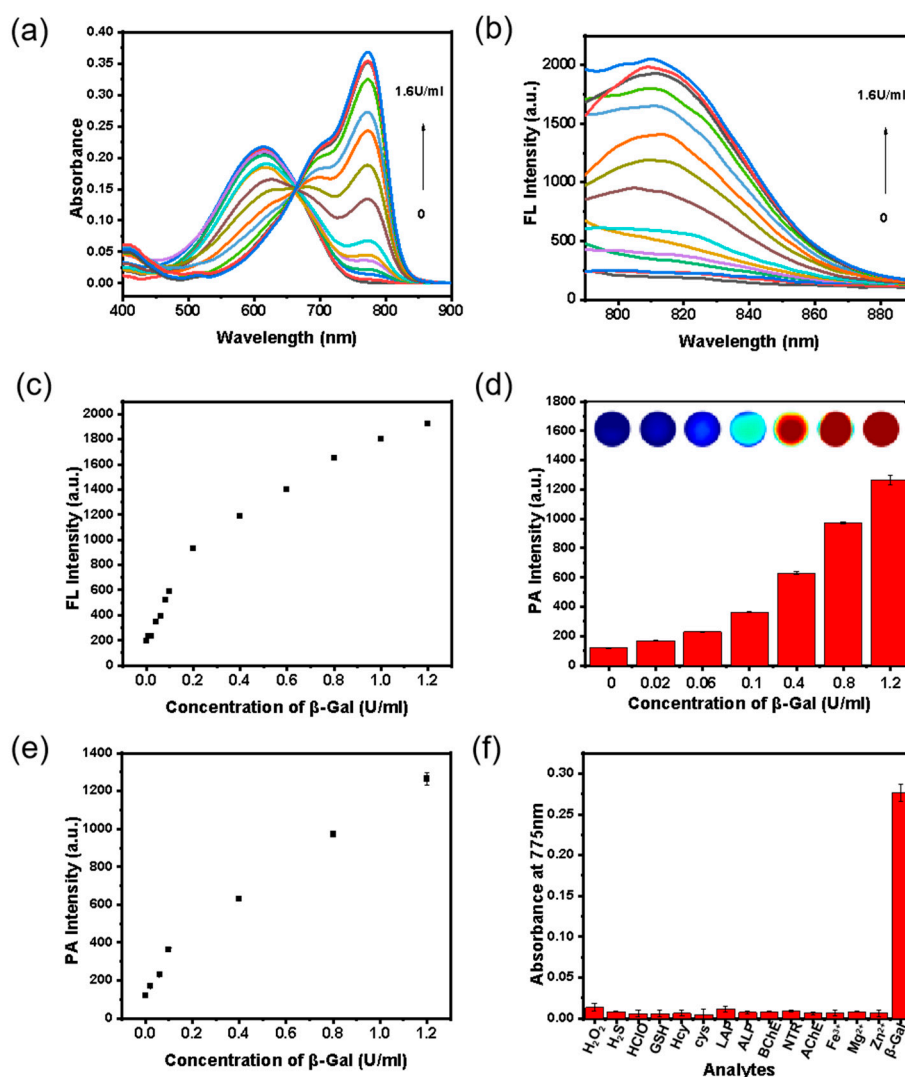 (a)
0.40
0.35
0.30
0.25
0.20
0.15
0.10
0.05
0.00
Absorbance
1.6U/ml
0
400 500 600 700 800 900
Wavelength (nm)
(b)
2000
1500
1000
500
0
FL Intensity (a.u.)
1.6U/ml
0
800 820 840 860 880
Wavelength (nm)
(c)
2000
1800
1600
1400
1200
1000
800
600
400
200
0
FL Intensity (a.u.)
0.0 0.2 0.4 0.6 0.8 1.0 1.2
Concentration of β-Gal (U/ml)
(d)
1800
1600
1400
1200
1000
800
600
400
200
0
PA Intensity (a.u.)
0 0.02 0.06 0.1 0.4 0.8 1.2
Concentration of β-Gal (U/ml)
(e)
1400
1200
1000
800
600
400
200
0
PA Intensity (a.u.)
0.0 0.2 0.4 0.6 0.8 1.0 1.2
Concentration of β-Gal (U/ml)
(f)
0.30
0.25
0.20
0.15
0.10
0.05
0.00
Absorbance at 775nm
H₂O₂ H₂S HClO GSH Hcy cys LAP ALP BChE NTR AChE Fe³⁺ Mg²⁺ Zn²⁺ β-Gal
Analytes